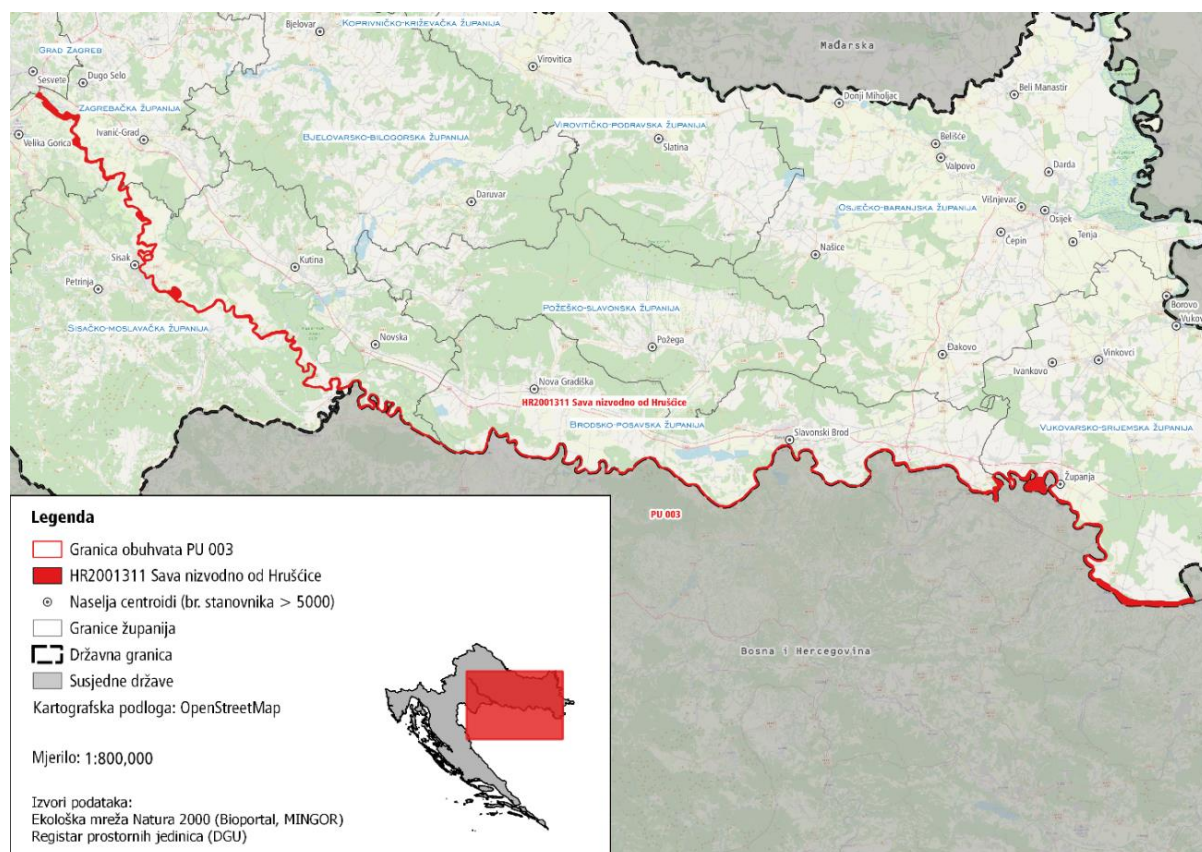 KOPRIVNIČKO-KRIŽEVAČKA ŽUPANIJA
Bjelovar
Mađarska
GRAD ZAGREB
Sesvete
Dugo Selo
Virovitica
Beli Manastir
Donji Miholjac
ZAGREBAČKA ŽUPANIJA
Ivanić-Grad
Velika Gorica
BJELOVARSKO-BILOGORSKA ŽUPANIJA
VIROVITIČKO-PODRAVSKA ŽUPANIJA
Slatina
Belišće
Valpovo
Darda
Daruvar
OSJEČKO-BARANJSKA ŽUPANIJA
Višnjevac
Osijek
Čepin
Tenja
Našice
Sisak
Kutina
Petrinja
Borovo
Vukov
POŽEŠKO-SLAVONSKA ŽUPANIJA
SISAČKO-MOSLAVAČKA ŽUPANIJA
Novska
Požega
Đakovo
Ivankovo
Vinkovci
Nova Gradiška
HR2001311 Sava nizvodno od Hrušćice
BRODSKO-POSAVSKA ŽUPANIJA
Slavonski Brod
VUKOVARSKO-SRIJEMSKA ŽUPANIJA
Županja
PU 003
Bosna i Hercegovina
Legenda
Granica obuhvata PU 003
HR2001311 Sava nizvodno od Hrušćice
Naselja centroidi (br. stanovnika > 5000)
Granice županija
Državna granica
Susjedne države
Kartografska podloga: OpenStreetMap
Mjerilo: 1:800,000
Izvori podataka:
Ekološka mreža Natura 2000 (Bioportal, MINGOR)
Registar prostornih jedinica (DGU)